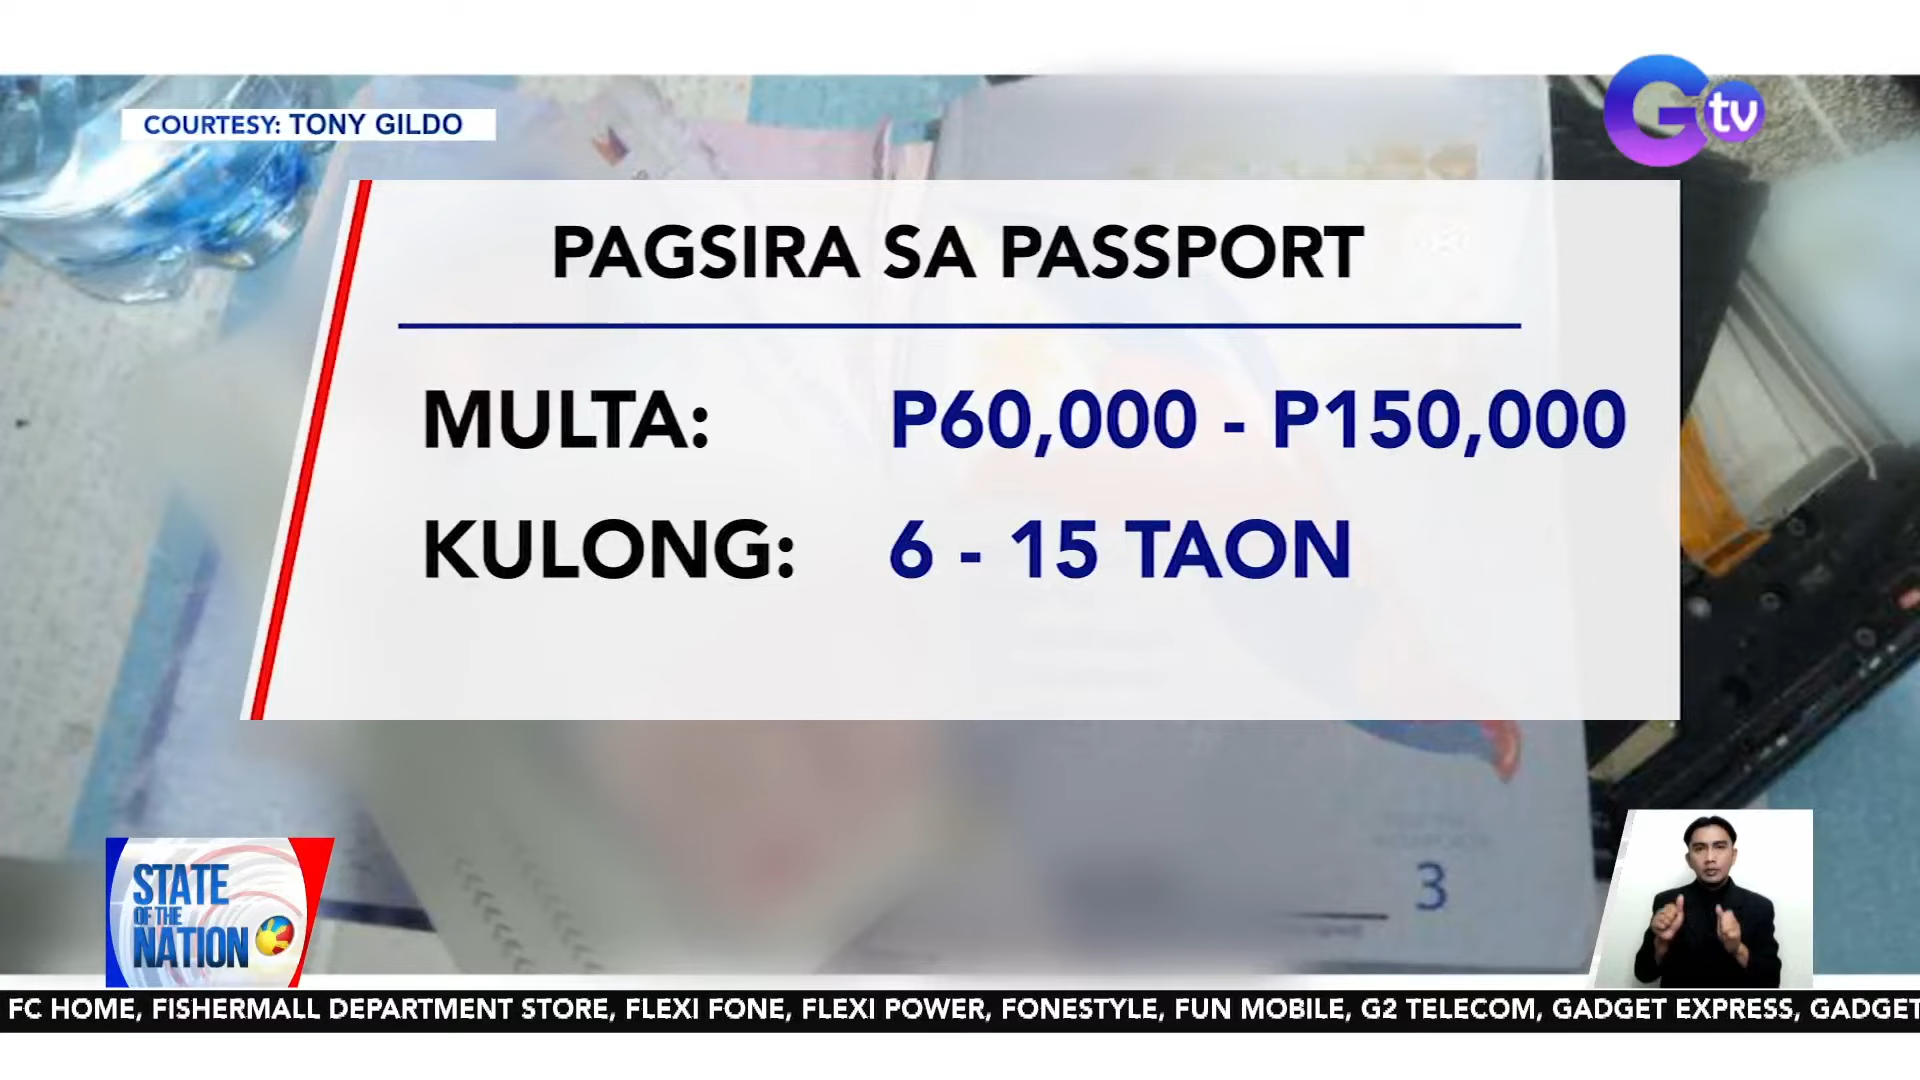 COURTESY: TONY GILDO
G tv
PAGSIRA SA PASSPORT
MULTA: P60,000 - P150,000
KULONG: 6 - 15 TAON
3
STATE
OF THE
NATION
FC HOME, FISHERMALL DEPARTMENT STORE, FLEXI FONE, FLEXI POWER, FONESTYLE, FUN MOBILE, G2 TELECOM, GADGET EXPRESS, GADGET